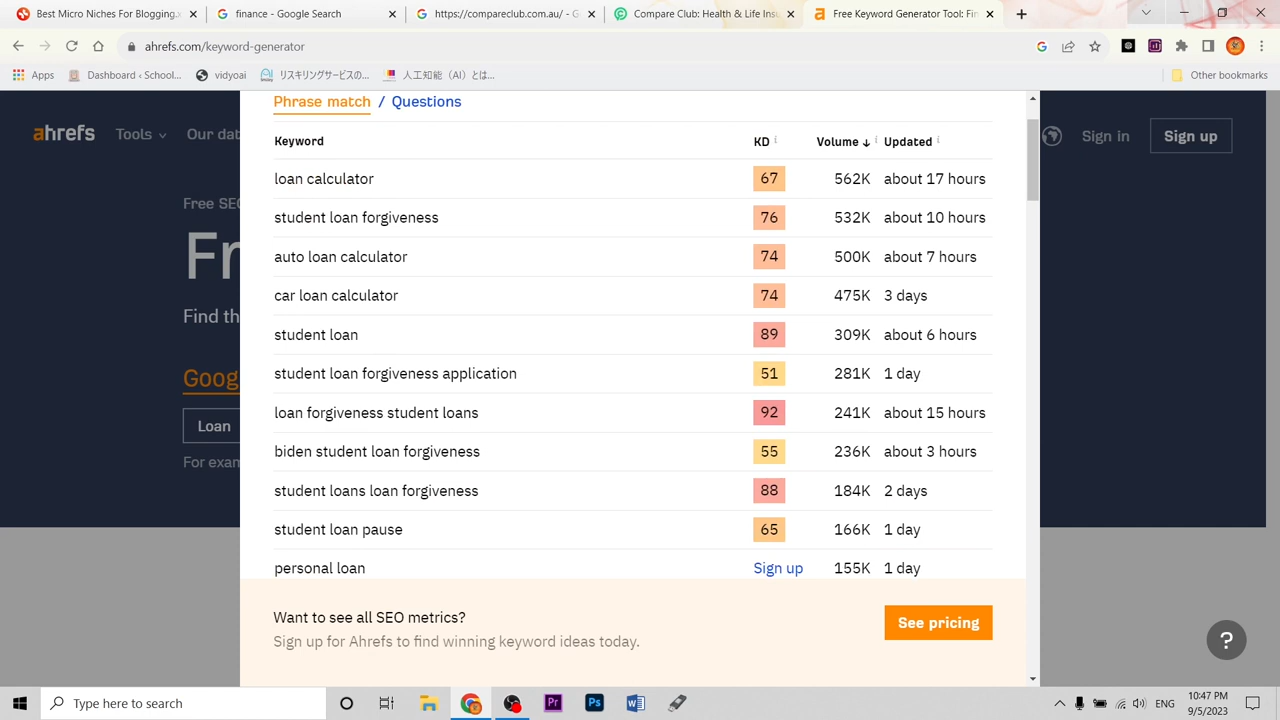 Best Micro Niches For Blogging.
finance - Google Search
https://compareclub.com.au/ - G
Compare Club: Health & Life Ins
Free Keyword Generator Tool: Fin
ahrefs.com/keyword-generator
Apps
Dashboard ‹ School...
vidyoai
リスキリングサービスの...
人工知能（AI）とは...
Other bookmarks
ahrefs
Tools
Our dat
Sign in
Sign up
Free SEO
Fr
Find th
Goog
Loan
For exam
Phrase match / Questions
Keyword KD Volume ↓ Updated
loan calculator 67 562K about 17 hours
student loan forgiveness 76 532K about 10 hours
auto loan calculator 74 500K about 7 hours
car loan calculator 74 475K 3 days
student loan 89 309K about 6 hours
student loan forgiveness application 51 281K 1 day
loan forgiveness student loans 92 241K about 15 hours
biden student loan forgiveness 55 236K about 3 hours
student loans loan forgiveness 88 184K 2 days
student loan pause 65 166K 1 day
personal loan Sign up 155K 1 day
Want to see all SEO metrics?
Sign up for Ahrefs to find winning keyword ideas today.
See pricing
?
Type here to search
ENG
10:47 PM
9/5/2023